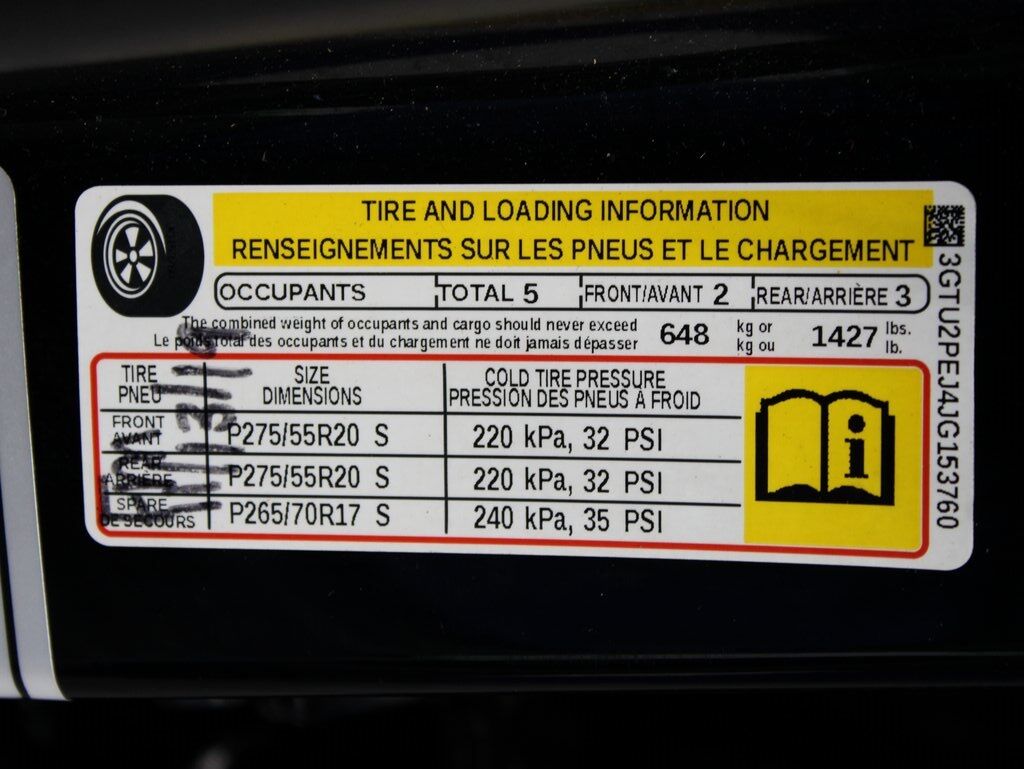 TIRE AND LOADING INFORMATION
RENSEIGNEMENTS SUR LES PNEUS ET LE CHARGEMENT
OCCUPANTS TOTAL 5 FRONT/AVANT 2 REAR/ARRIÈRE 3
The combined weight of occupants and cargo should never exceed 648 kg or 1427 lbs.
Le poids total des occupants et du chargement ne doit jamais dépasser kg ou lb.
TIRE SIZE COLD TIRE PRESSURE
PNEU DIMENSIONS PRESSION DES PNEUS A FROID
FRONT
AVANT P275/55R20 S 220 kPa, 32 PSI
REAR
ARRIÈRE P275/55R20 S 220 kPa, 32 PSI
SPARE
DE SECOURS P265/70R17 S 240 kPa, 35 PSI
i
3GTU2PEJ4JG153760